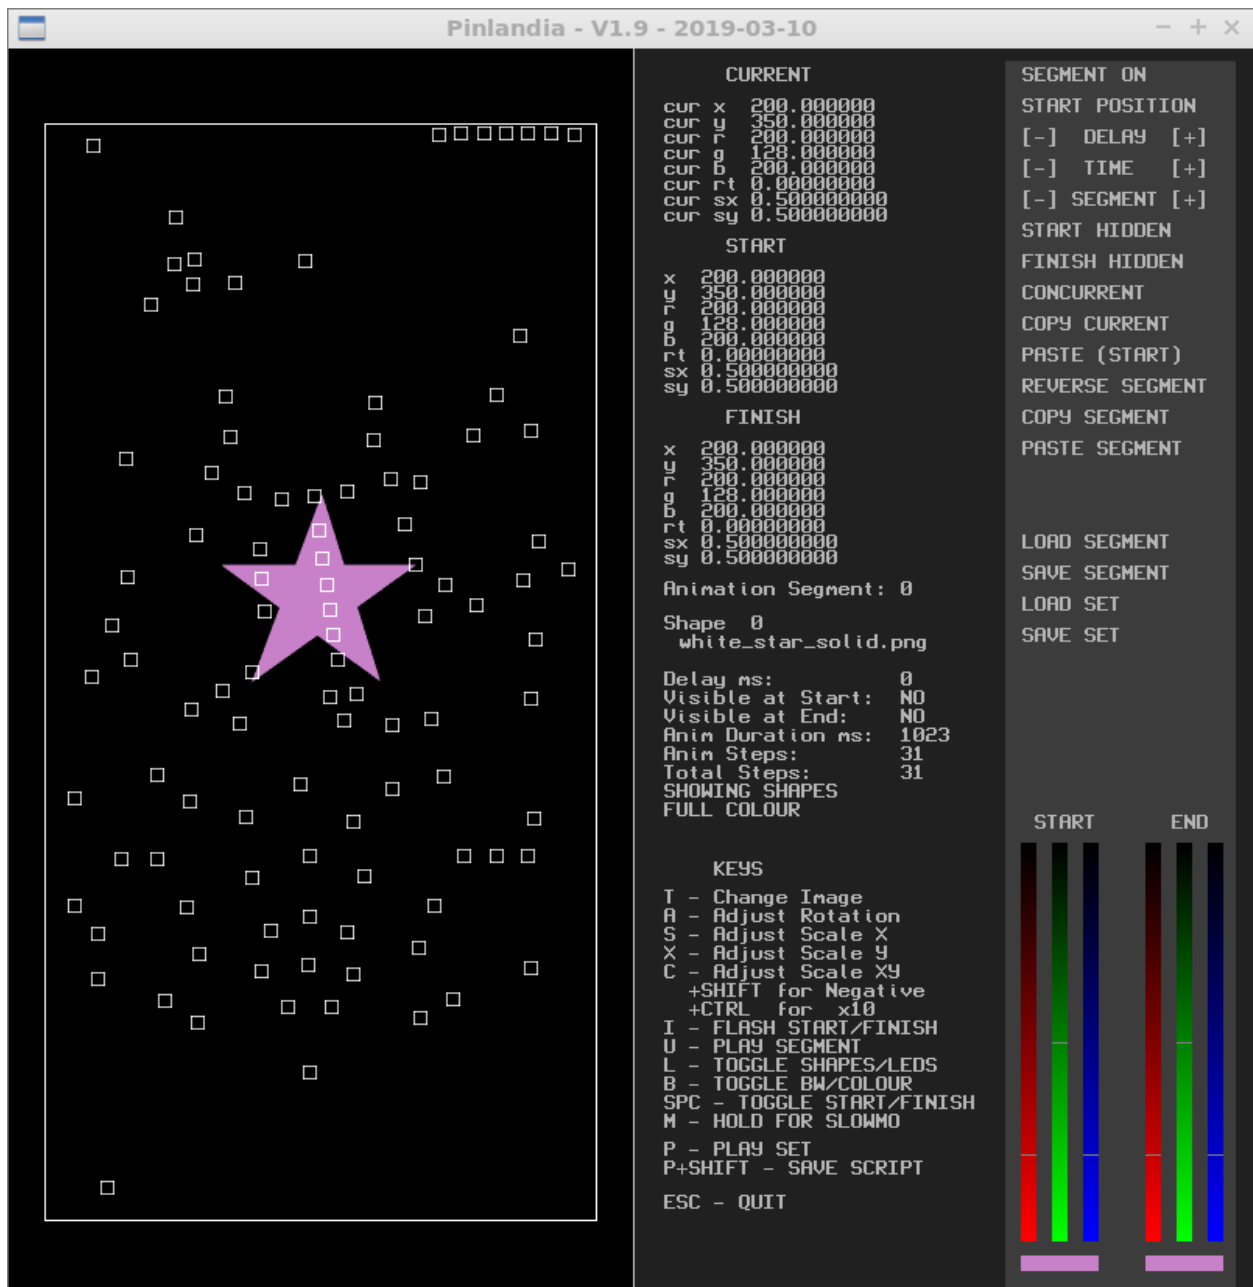 Pinlandia - V1.9 - 2019-03-10
CURRENT
cur x 200.000000
cur y 350.000000
cur r 200.000000
cur g 128.000000
cur b 200.000000
cur rt 0.00000000
cur sx 0.500000000
cur sy 0.500000000
START
x 200.000000
y 350.000000
r 200.000000
g 128.000000
b 200.000000
rt 0.00000000
sx 0.500000000
sy 0.500000000
FINISH
x 200.000000
y 350.000000
r 200.000000
g 128.000000
b 200.000000
rt 0.00000000
sx 0.500000000
sy 0.500000000
Animation Segment: 0
Shape 0
white_star_solid.png
Delay ms: 0
Visible at Start: NO
Visible at End: NO
Anim Duration ms: 1023
Anim Steps: 31
Total Steps: 31
SHOWING SHAPES
FULL COLOUR
KEYS
T - Change Image
A - Adjust Rotation
S - Adjust Scale X
X - Adjust Scale Y
C - Adjust Scale XY
+SHIFT for Negative
+CTRL for x10
I - FLASH START/FINISH
U - PLAY SEGMENT
L - TOGGLE SHAPES/LEDS
B - TOGGLE BW/COLOUR
SPC - TOGGLE START/FINISH
M - HOLD FOR SLOWMO
P - PLAY SET
P+SHIFT - SAVE SCRIPT
ESC - QUIT
SEGMENT ON
START POSITION
[-] DELAY [+]
[-] TIME [+]
[-] SEGMENT [+]
START HIDDEN
FINISH HIDDEN
CONCURRENT
COPY CURRENT
PASTE (START)
REVERSE SEGMENT
COPY SEGMENT
PASTE SEGMENT
LOAD SEGMENT
SAVE SEGMENT
LOAD SET
SAVE SET
START END